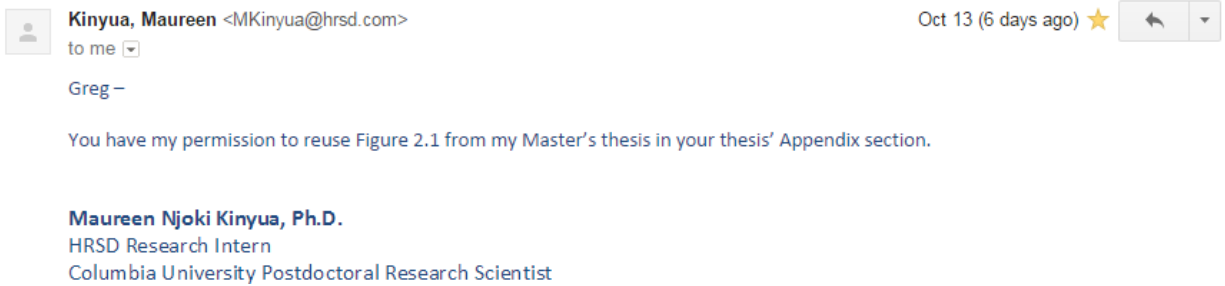 Kinyua, Maureen <MKinyua@hrsd.com>
Oct 13 (6 days ago)
to me
Greg –
You have my permission to reuse Figure 2.1 from my Master’s thesis in your thesis’ Appendix section.
Maureen Njoki Kinyua, Ph.D.
HRSD Research Intern
Columbia University Postdoctoral Research Scientist